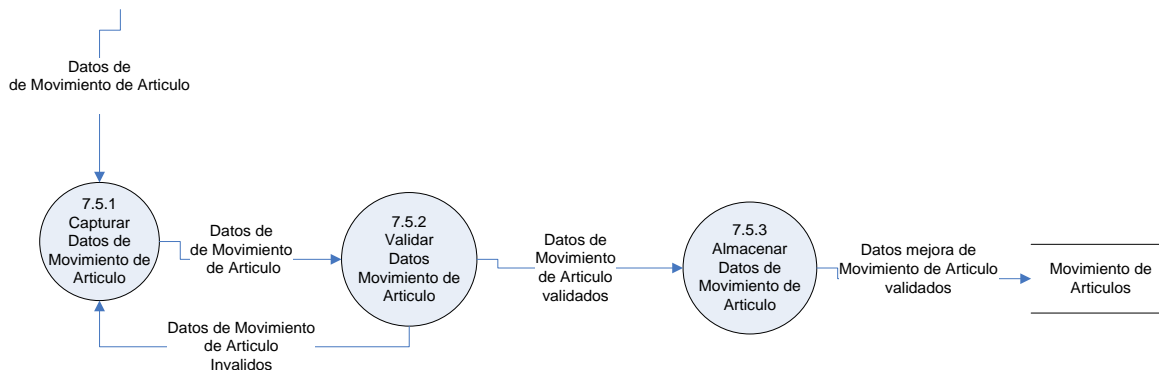 Datos de
de Movimiento de Articulo
7.5.1
Capturar
Datos de
Movimiento de
Articulo
Datos de
de Movimiento
de Articulo
7.5.2
Validar
Datos
Movimiento de
Articulo
Datos de
Movimiento
de Articulo
validados
7.5.3
Almacenar
Datos de
Movimiento de
Articulo
Datos mejora de
Movimiento de Articulo
validados
Movimiento de
Articulos
Datos de Movimiento
de Articulo
Invalidos